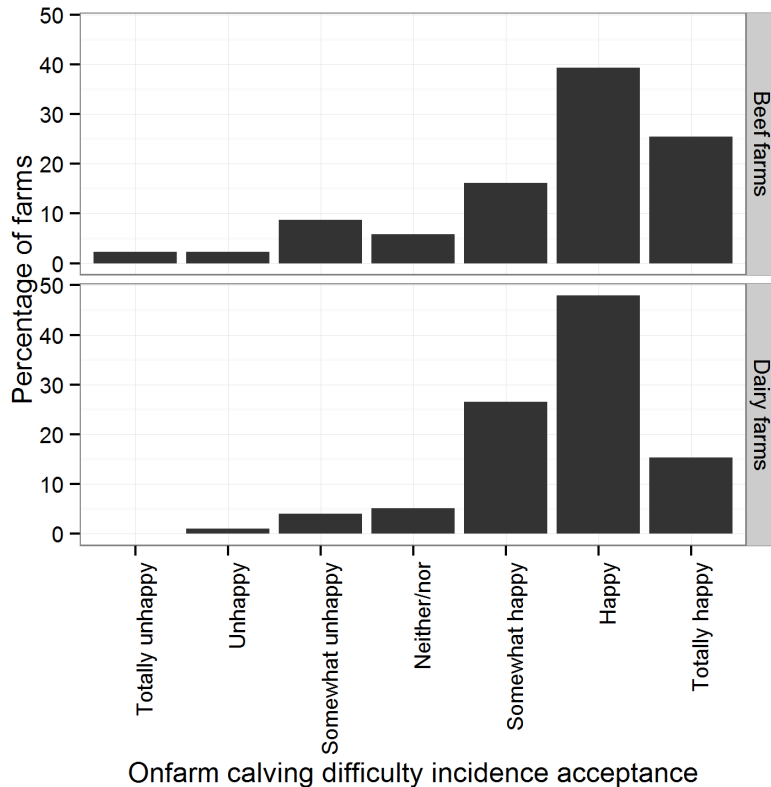 Percentage of farms
50
40
30
20
10
0
Beef farms
50
40
30
20
10
0
Dairy farms
Totally unhappy
Unhappy
Somewhat unhappy
Neither/nor
Somewhat happy
Happy
Totally happy
Onfarm calving difficulty incidence acceptance